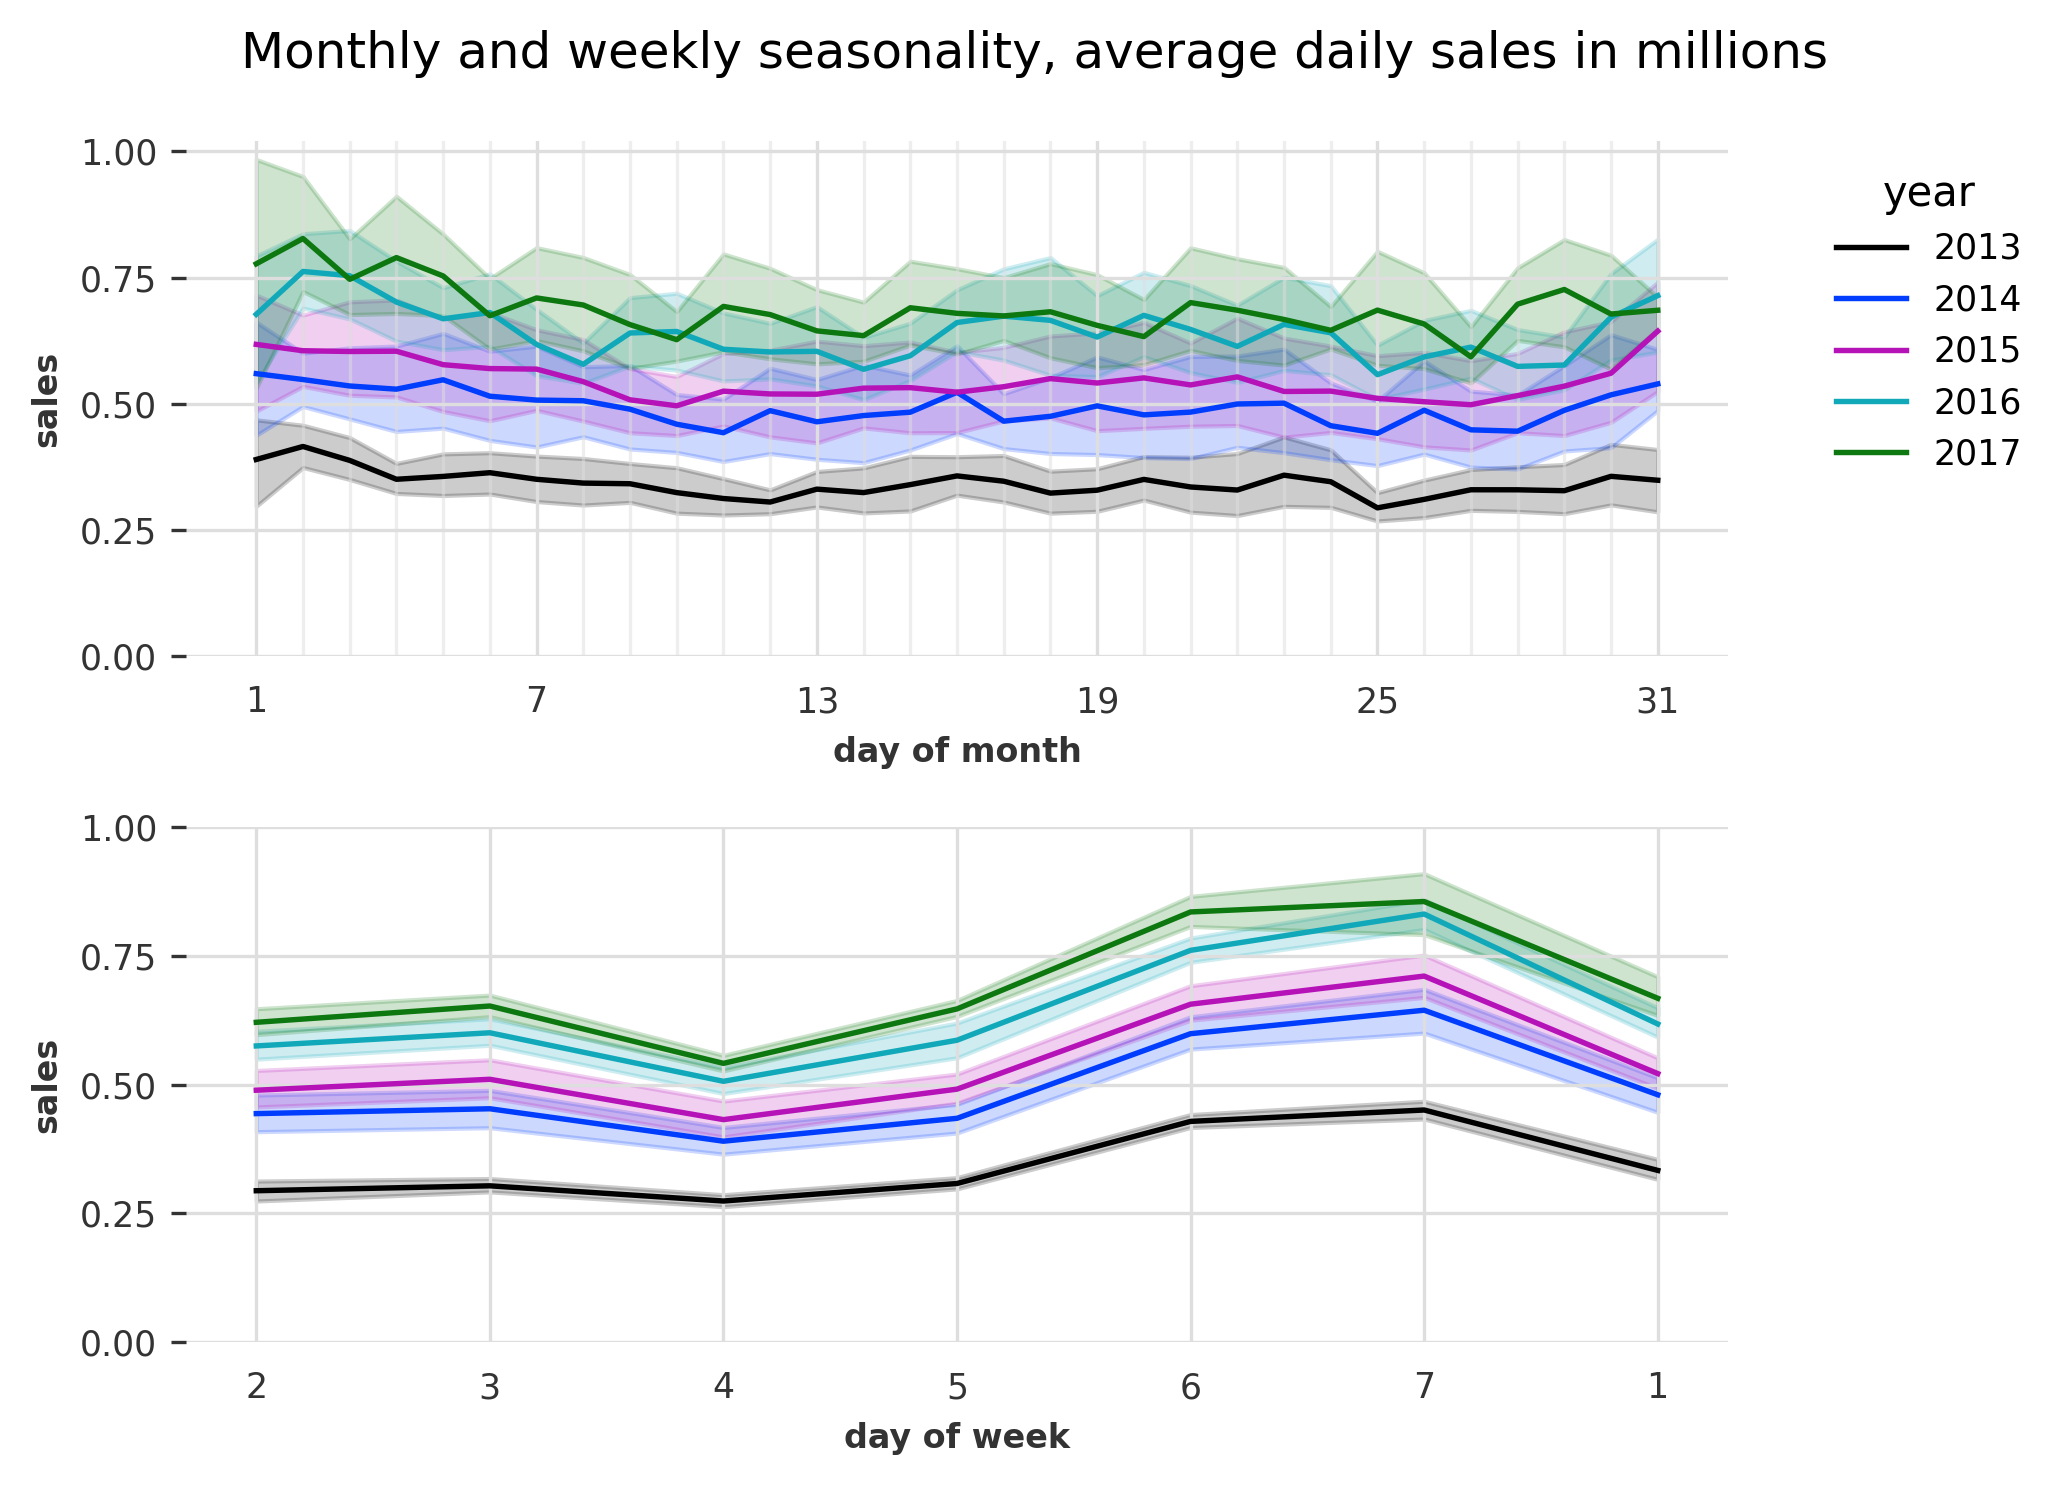 Monthly and weekly seasonality, average daily sales in millions
1.00
0.75
0.50
0.25
0.00
sales
1 7 13 19 25 31
day of month
year
2013
2014
2015
2016
2017
1.00
0.75
0.50
0.25
0.00
sales
2 3 4 5 6 7 1
day of week